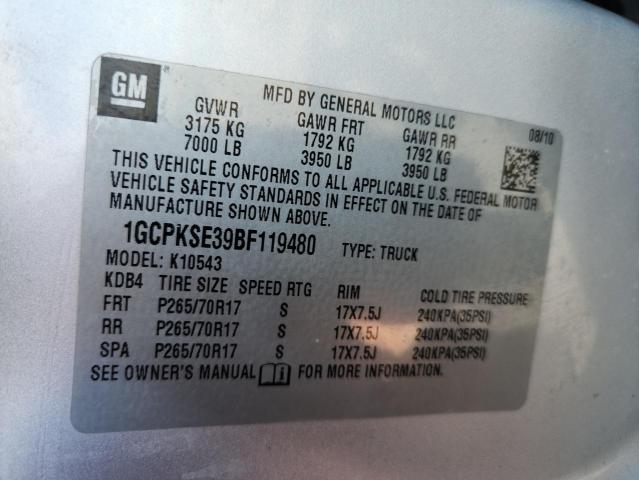 GM
MFD BY GENERAL MOTORS LLC
08/10
GVWR GAWR FRT GAWR RR
3175 KG 1792 KG 1792 KG
7000 LB 3950 LB 3950 LB
THIS VEHICLE CONFORMS TO ALL APPLICABLE U.S. FEDERAL MOTOR
VEHICLE SAFETY STANDARDS IN EFFECT ON THE DATE OF
MANUFACTURE SHOWN ABOVE.
1GCPKSE39BF119480 TYPE: TRUCK
MODEL: K10543
KDB4 TIRE SIZE SPEED RTG RIM COLD TIRE PRESSURE
FRT P265/70R17 S 17X7.5J 240KPA(35PSI)
RR P265/70R17 S 17X7.5J 240KPA(35PSI)
SPA P265/70R17 S 17X7.5J 240KPA(35PSI)
SEE OWNER'S MANUAL FOR MORE INFORMATION.